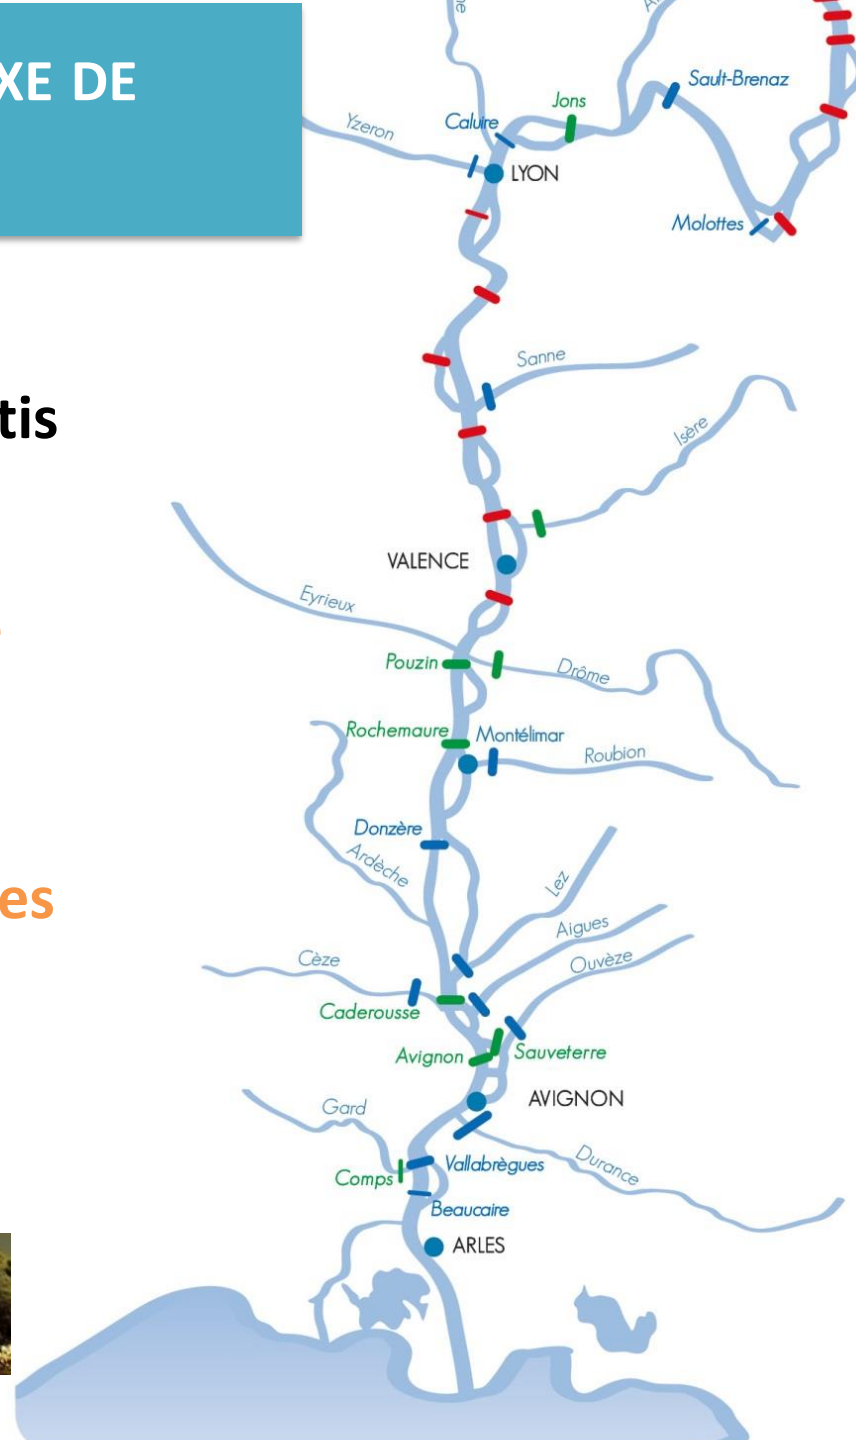 XE DE
tis
es
Sault-Brenaz
Jons
Caluire
Yzeron
LYON
Molottes
Sanne
Isère
VALENCE
Eyrieux
Pouzin
Drôme
Rochemaure
Montélimar
Roubion
Donzère
Ardèche
Lez
Aigues
Ouvèze
Cèze
Caderousse
Avignon
Sauveterre
AVIGNON
Gard
Durance
Vallabrègues
Comps
Beaucaire
ARLES